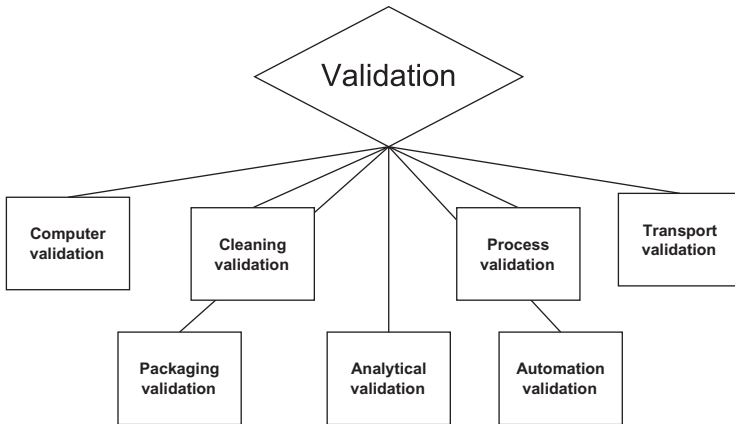 Validation
Computer
validation
Cleaning
validation
Process
validation
Transport
validation
Packaging
validation
Analytical
validation
Automation
validation